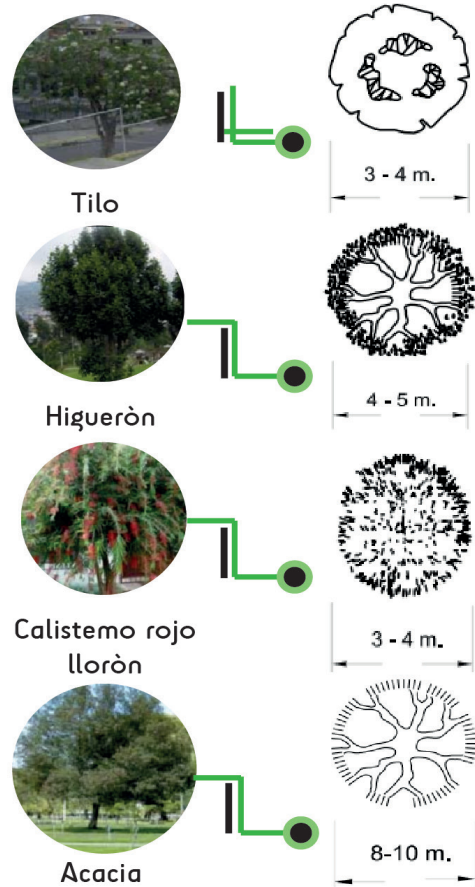 3 - 4 m.
Tilo
4 - 5 m.
Higueròn
3 - 4 m.
Calistemo rojo
lloròn
8-10 m.
Acacia